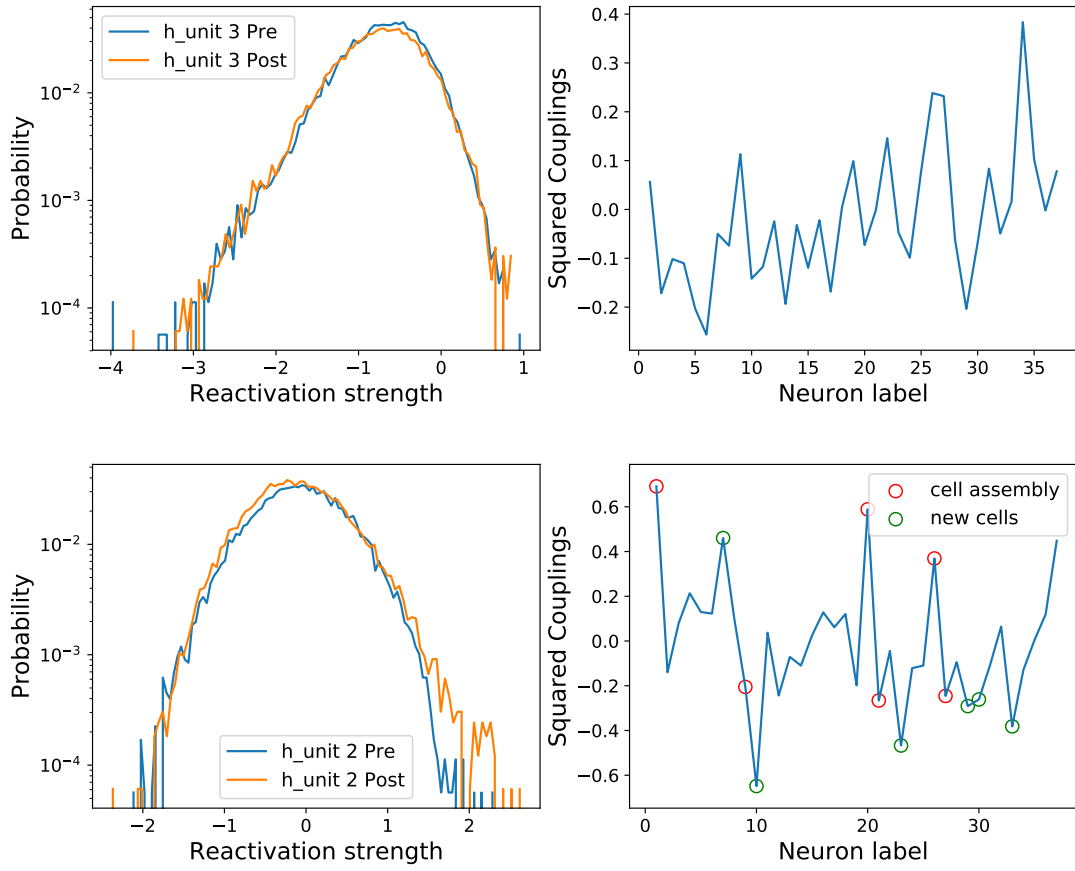 h_unit 3 Pre
h_unit 3 Post
10⁻²
10⁻³
10⁻⁴
Probability
−4 −3 −2 −1 0 1
Reactivation strength
0.4
0.3
0.2
0.1
0.0
−0.1
−0.2
Squared Couplings
0 5 10 15 20 25 30 35
Neuron label
10⁻²
10⁻³
10⁻⁴
Probability
h_unit 2 Pre
h_unit 2 Post
−2 −1 0 1 2
Reactivation strength
cell assembly
new cells
0.6
0.4
0.2
0.0
−0.2
−0.4
−0.6
Squared Couplings
0 10 20 30
Neuron label